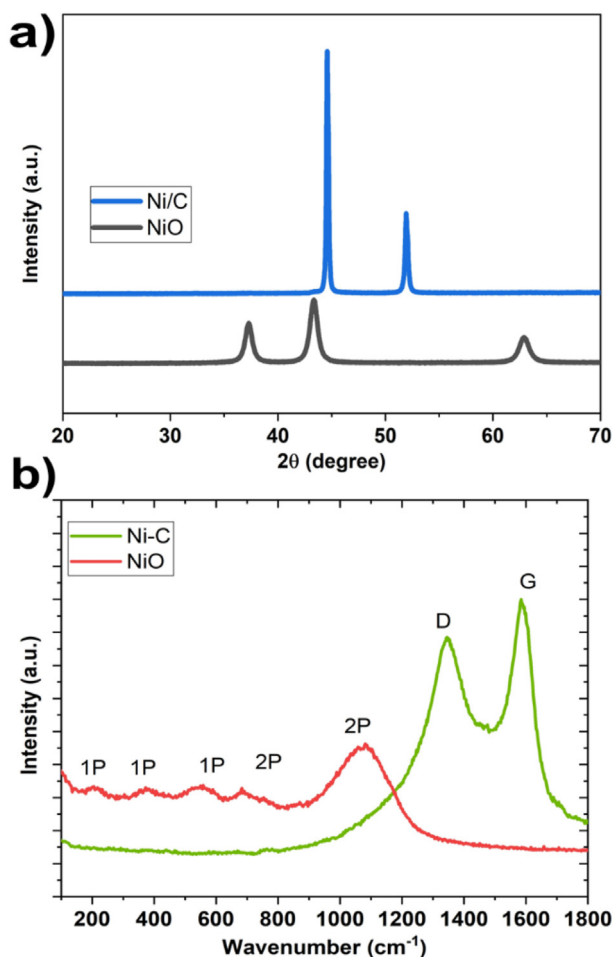 a)
Intensity (a.u.)
Ni/C
NiO
20 30 40 50 60 70
2θ (degree)
b)
Intensity (a.u.)
Ni-C
NiO
G
D
2P
1P 1P 1P 2P
200 400 600 800 1000 1200 1400 1600 1800
Wavenumber (cm⁻¹)